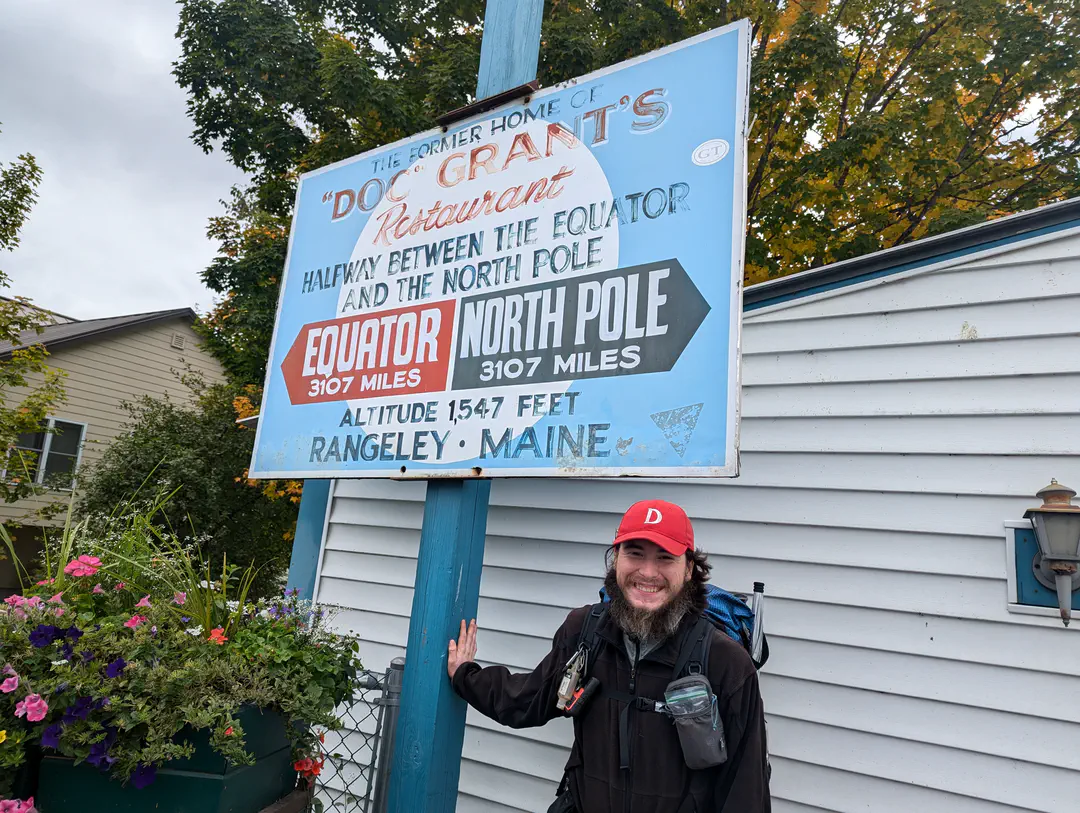 THE FORMER HOME OF
"DOC" GRANT'S
GT
Restaurant
HALFWAY BETWEEN THE EQUATOR
AND THE NORTH POLE
EQUATOR
3107 MILES
NORTH POLE
3107 MILES
ALTITUDE 1,547 FEET
RANGELEY · MAINE
D